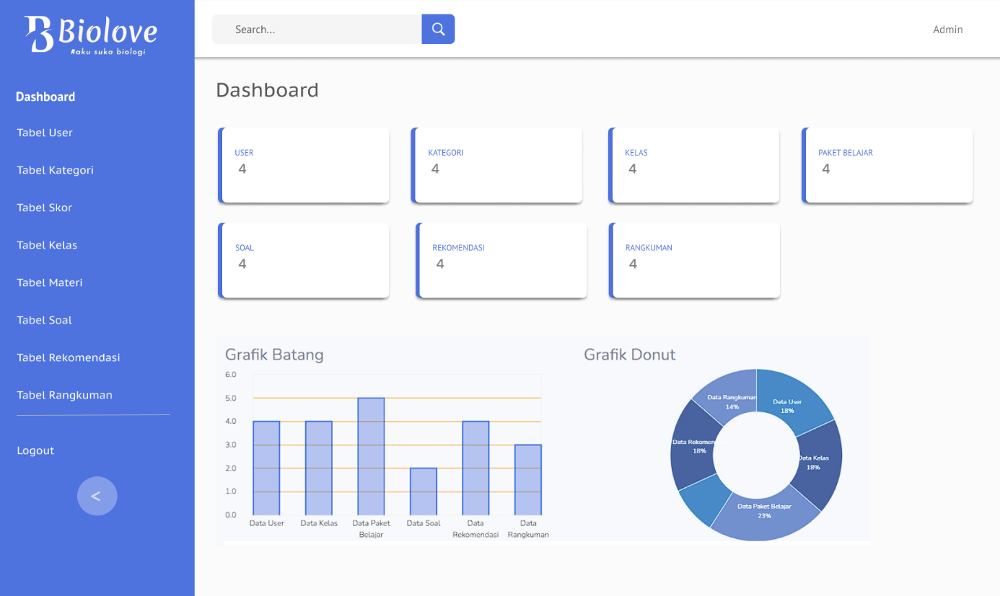 Biolove
#aku suka biologi
Search...
Admin
Dashboard
Tabel User
Tabel Kategori
Tabel Skor
Tabel Kelas
Tabel Materi
Tabel Soal
Tabel Rekomendasi
Tabel Rangkuman
Logout
<
Dashboard
USER
4
KATEGORI
4
KELAS
4
PAKET BELAJAR
4
SOAL
4
REKOMENDASI
4
RANGKUMAN
4
Grafik Batang
6.0
5.0
4.0
3.0
2.0
1.0
0.0
Data User
Data Kelas
Data Paket
Belajar
Data Soal
Data
Rekomendasi
Data
Rangkuman
Grafik Donut
Data Rangkuman
14%
Data User
18%
Data Rekomen
18%
Data Kelas
18%
Data Paket Belajar
23%